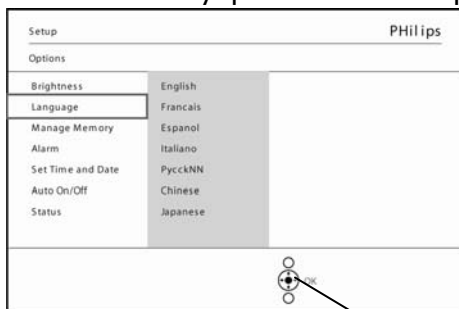 Setup
PHilips
Options
Brightness
English
Language
Francais
Manage Memory
Espanol
Alarm
Italiano
Set Time and Date
PycckNN
Auto On/Off
Chinese
Status
Japanese
OK